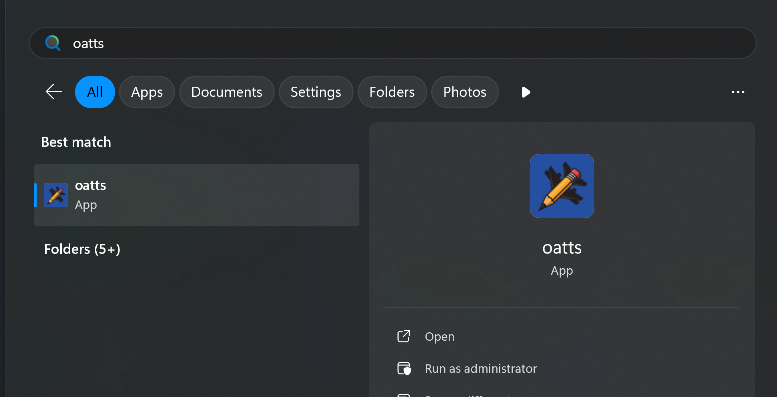 oatts
All Apps Documents Settings Folders Photos
Best match
oatts
App
Folders (5+)
oatts
App
Open
Run as administrator